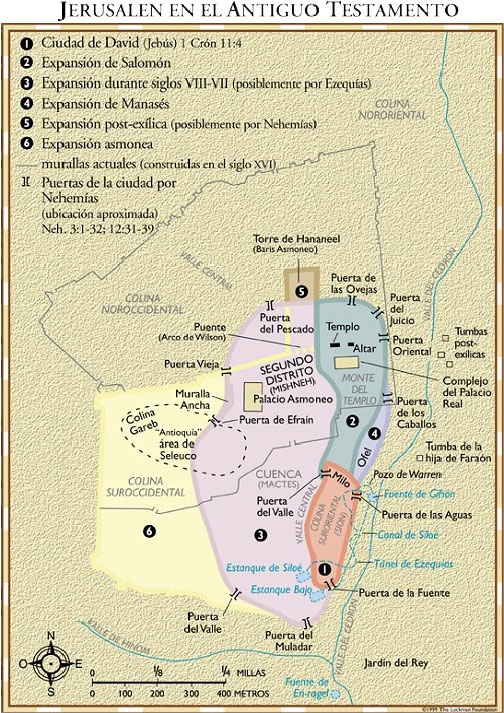 JERUSALEN EN EL ANTIGUO TESTAMENTO
1 Ciudad de David (Jebús) 1 Crón 11:4
2 Expansión de Salomón
3 Expansión durante siglos VIII-VII (posiblemente por Ezequías)
4 Expansión de Manasés
5 Expansión post-exílica (posiblemente por Nehemías)
6 Expansión asmonea
murallas actuales (construidas en el siglo XVI)
Puertas de la ciudad por
Nehemías
(ubicación aproximada)
Neh. 3:1-32; 12:31-39
COLINA
NORORIENTAL
VALLE DE CEDRON
Torre de Hananeel
(Baris Asmoneo)
VALLE CENTRAL
COLINA
NOROCCIDENTAL
5
Puerta de
las Ovejas
Puerta
del
Juicio
Puerta
del Pescado
Puente
(Arco de Wilson)
Templo
Altar
Puerta
Oriental
Tumbas
post-
exilicas
Puerta Vieja
SEGUNDO
DISTRITO
(MISHNEH)
MONTE
DEL
TEMPLO
Complejo
del Palacio
Real
Muralla
Ancha
Palacio Asmoneo
Puerta
de los
Caballos
Colina
Gareb
"Antioquía"
área de
Seleuco
Puerta de Efraín
2
4
Ofel
Tumba de la
hija de Faraón
COLINA
SUROCCIDENTAL
CUENCA
(MACTES)
Milo
Pozo de Warren
Fuente de Gihón
Puerta
del Valle
VALLE CENTRAL
COLINA
SURORIENTAL
(SION)
Puerta de las Aguas
6
3
Canal de Siloé
Estanque de Siloé
1
Túnel de Ezequías
Estanque Bajo
Puerta de la Fuente
Puerta
del Valle
Puerta del
Muladar
VALLE DE HINOM
VALLE DEL CEDRON
Jardín del Rey
N
O
E
S
0 1/8 1/4 MILLAS
0 100 200 300 400 METROS
Fuente de
En-rogel
©1999 The Lockman Foundation